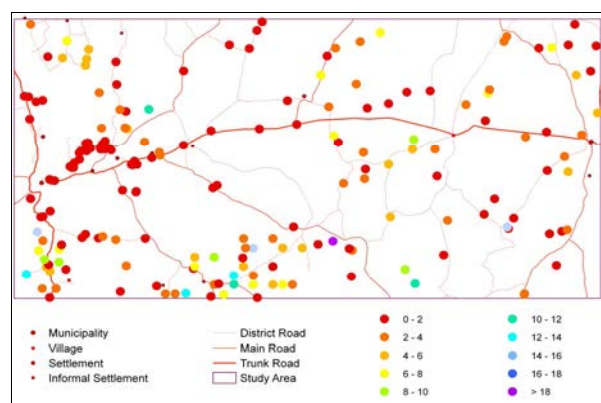 Municipality
Village
Settlement
Informal Settlement
District Road
Main Road
Trunk Road
Study Area
0 - 2
2 - 4
4 - 6
6 - 8
8 - 10
10 - 12
12 - 14
14 - 16
16 - 18
> 18